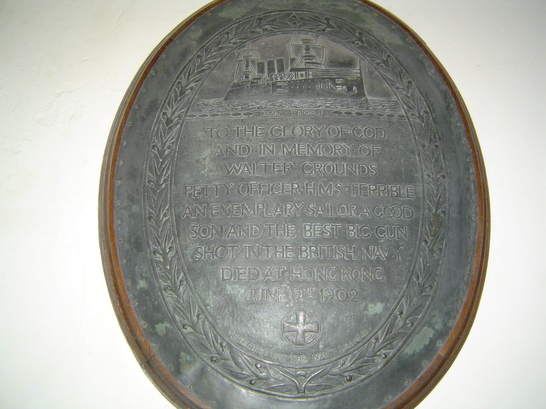 TO·THE·GLORY·OF·GOD
AND·IN·MEMORY·OF
WALTER·GROUNDS
PETTY·OFFICER·H·M·S·TERRIBLE
AN·EXEMPLARY·SAILOR·A·GOOD
SON·AND·THE·BEST·BIG·GUN
SHOT·IN·THE·BRITISH·NAVY·
DIED·AT·HONG·KONG
JUNE 1902